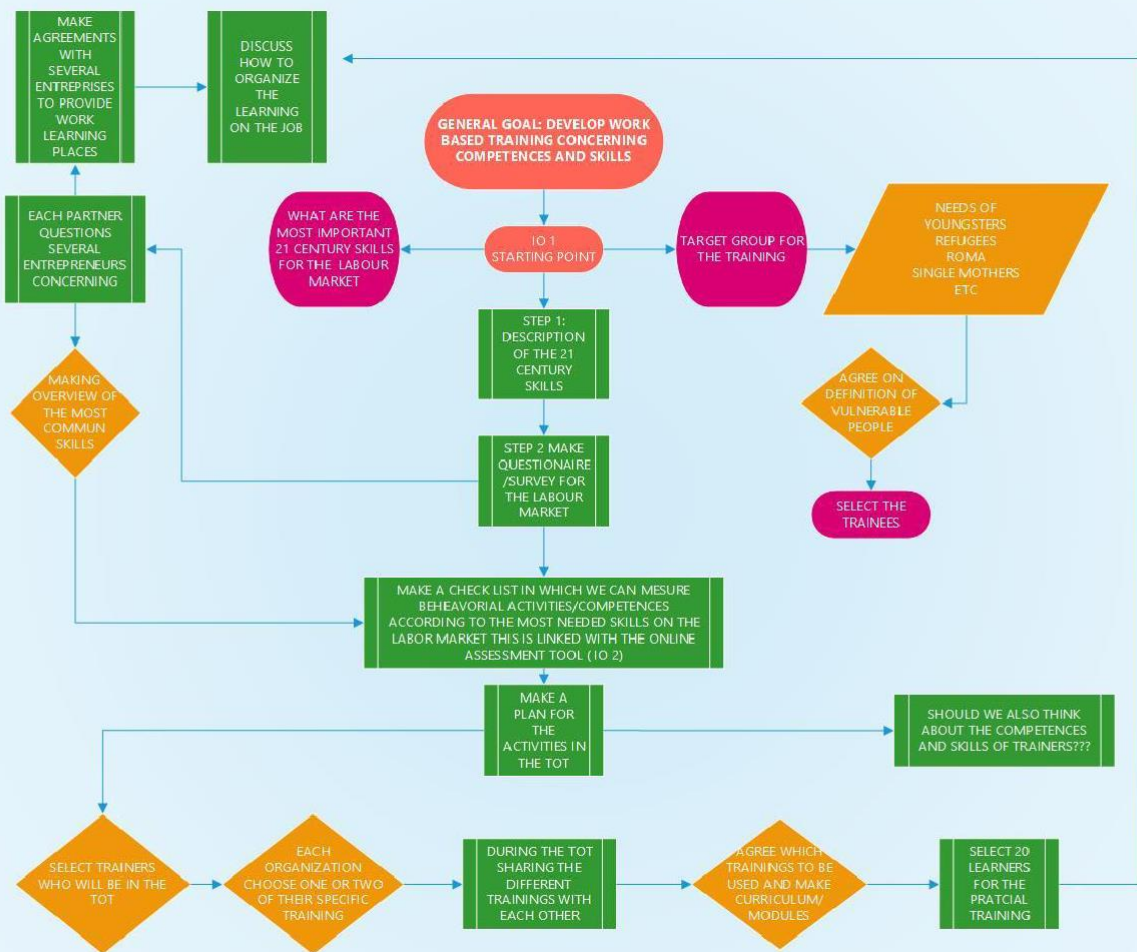 MAKE
AGREEMENTS
WITH
SEVERAL
ENTREPRISES
TO PROVIDE
WORK
LEARNING
PLACES
DISCUSS
HOW TO
ORGANIZE
THE
LEARNING
ON THE JOB
GENERAL GOAL: DEVELOP WORK
BASED TRAINING CONCERNING
COMPETENCES AND SKILLS
EACH PARTNER
QUESTIONS
SEVERAL
ENTREPRENEURS
CONCERNING
WHAT ARE THE
MOST IMPORTANT
21 CENTURY SKILLS
FOR THE LABOUR
MARKET
IO 1
STARTING POINT
TARGET GROUP FOR
THE TRAINING
NEEDS OF
YOUNGSTERS
REFUGEES
ROMA
SINGLE MOTHERS
ETC
STEP 1:
DESCRIPTION
OF THE 21
CENTURY
SKILLS
MAKING
OVERVIEW OF
THE MOST
COMMUN
SKILLS
AGREE ON
DEFINITION OF
VULNERABLE
PEOPLE
STEP 2 MAKE
QUESTIONAIRE
/SURVEY FOR
THE LABOUR
MARKET
SELECT THE
TRAINEES
MAKE A CHECK LIST IN WHICH WE CAN MESURE
BEHEAVORIAL ACTIVITIES/COMPETENCES
ACCORDING TO THE MOST NEEDED SKILLS ON THE
LABOR MARKET THIS IS LINKED WITH THE ONLINE
ASSESSMENT TOOL ( IO 2)
MAKE A
PLAN FOR
THE
ACTIVITIES IN
THE TOT
SHOULD WE ALSO THINK
ABOUT THE COMPETENCES
AND SKILLS OF TRAINERS???
SELECT TRAINERS
WHO WILL BE IN THE
TOT
EACH
ORGANIZATION
CHOOSE ONE OR TWO
OF THEIR SPECIFIC
TRAINING
DURING THE TOT
SHARING THE
DIFFERENT
TRAININGS WITH
EACH OTHER
AGREE WHICH
TRAININGS TO BE
USED AND MAKE
CURRICULUM/
MODULES
SELECT 20
LEARNERS
FOR THE
PRATCIAL
TRAINING